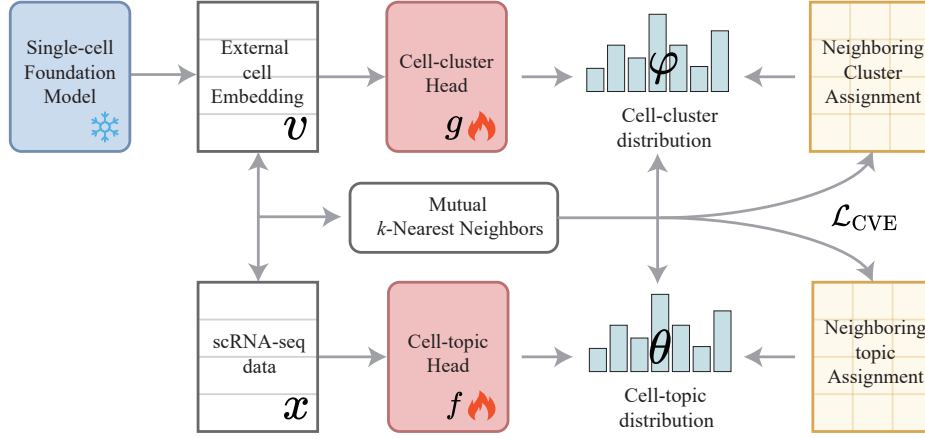 Single-cell
Foundation
Model
External
cell
Embedding
v
Cell-cluster
Head
g
φ
Cell-cluster
distribution
Neighboring
Cluster
Assignment
Mutual
k-Nearest Neighbors
ℒCVE
scRNA-seq
data
x
Cell-topic
Head
f
θ
Cell-topic
distribution
Neighboring
topic
Assignment